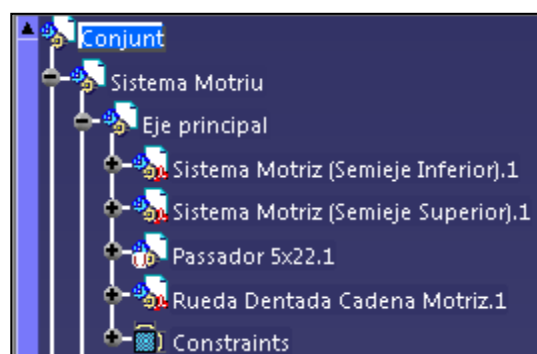 Conjunt
Sistema Motriu
Eje principal
Sistema Motriz (Semieje Inferior).1
Sistema Motriz (Semieje Superior).1
Passador 5x22.1
Rueda Dentada Cadena Motriz.1
Constraints